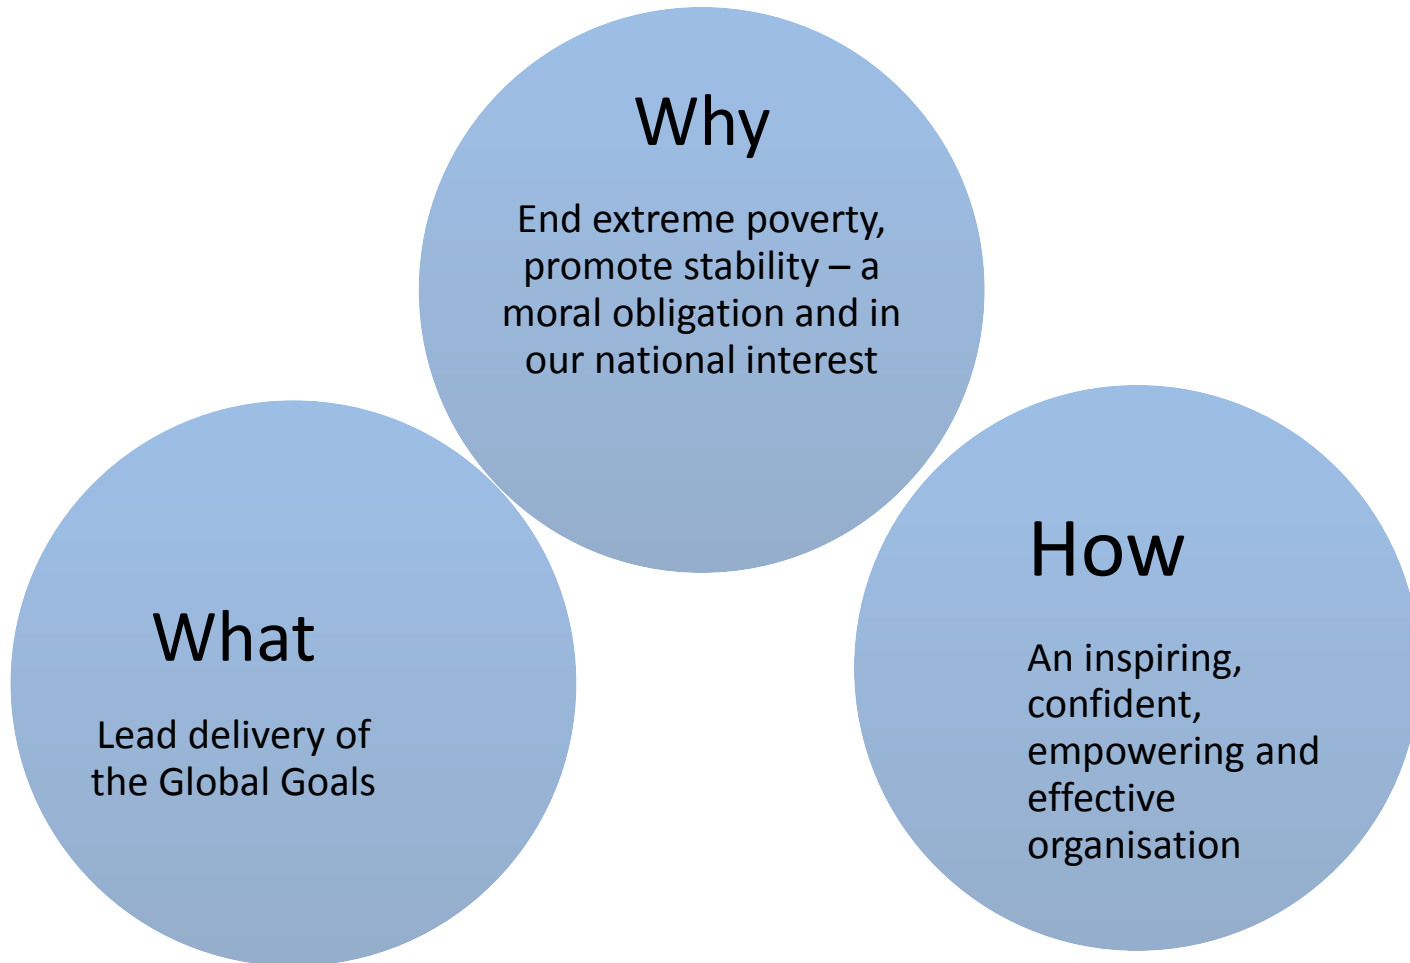 Why
End extreme poverty,
promote stability – a
moral obligation and in
our national interest
What
Lead delivery of
the Global Goals
How
An inspiring,
confident,
empowering and
effective
organisation